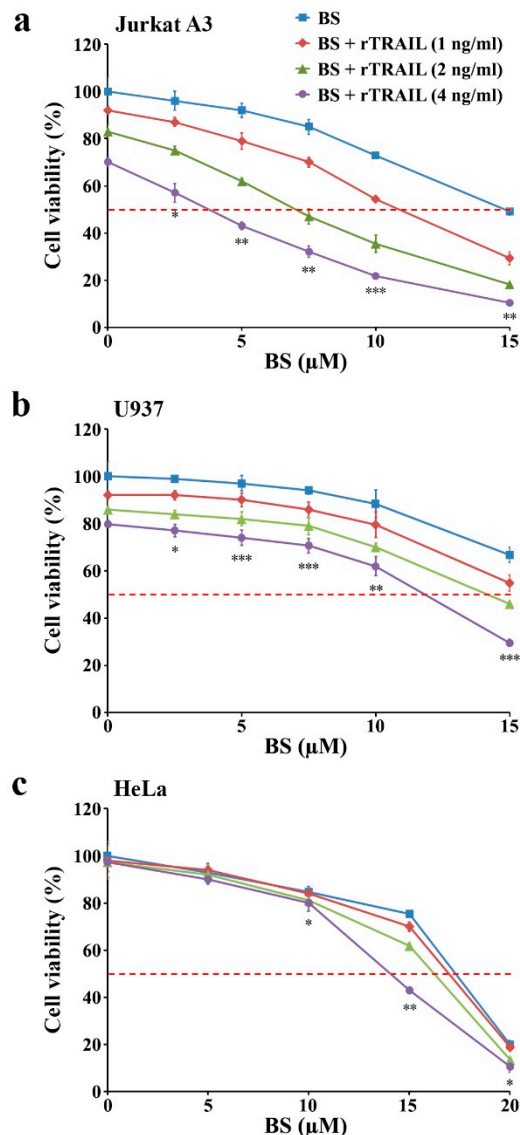 a
Jurkat A3
BS
BS + rTRAIL (1 ng/ml)
BS + rTRAIL (2 ng/ml)
BS + rTRAIL (4 ng/ml)
Cell viability (%)
120
100
80
60
40
20
0
*
**
**
***
**
0 5 10 15
BS (µM)
b
U937
Cell viability (%)
120
100
80
60
40
20
0
*
***
***
**
***
0 5 10 15
BS (µM)
c
HeLa
Cell viability (%)
120
100
80
60
40
20
0
*
**
*
0 5 10 15 20
BS (µM)